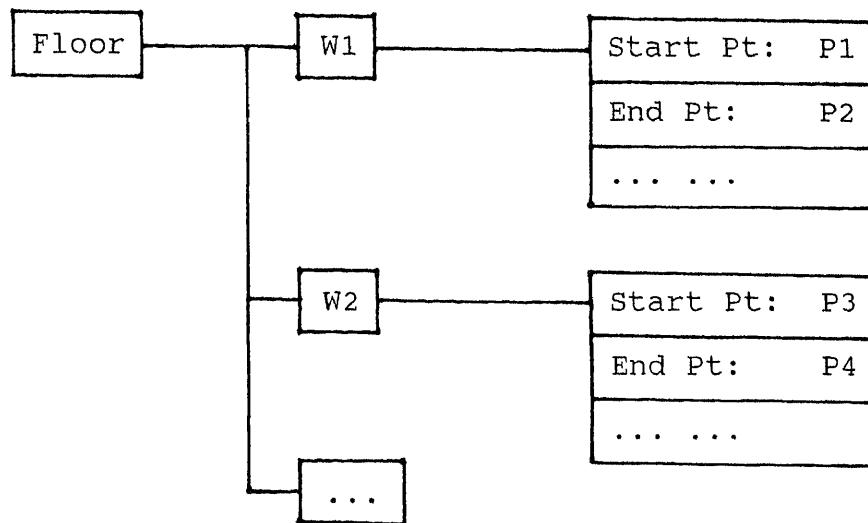 Floor
W1
Start Pt: P1
End Pt: P2
... ...
W2
Start Pt: P3
End Pt: P4
... ...
...